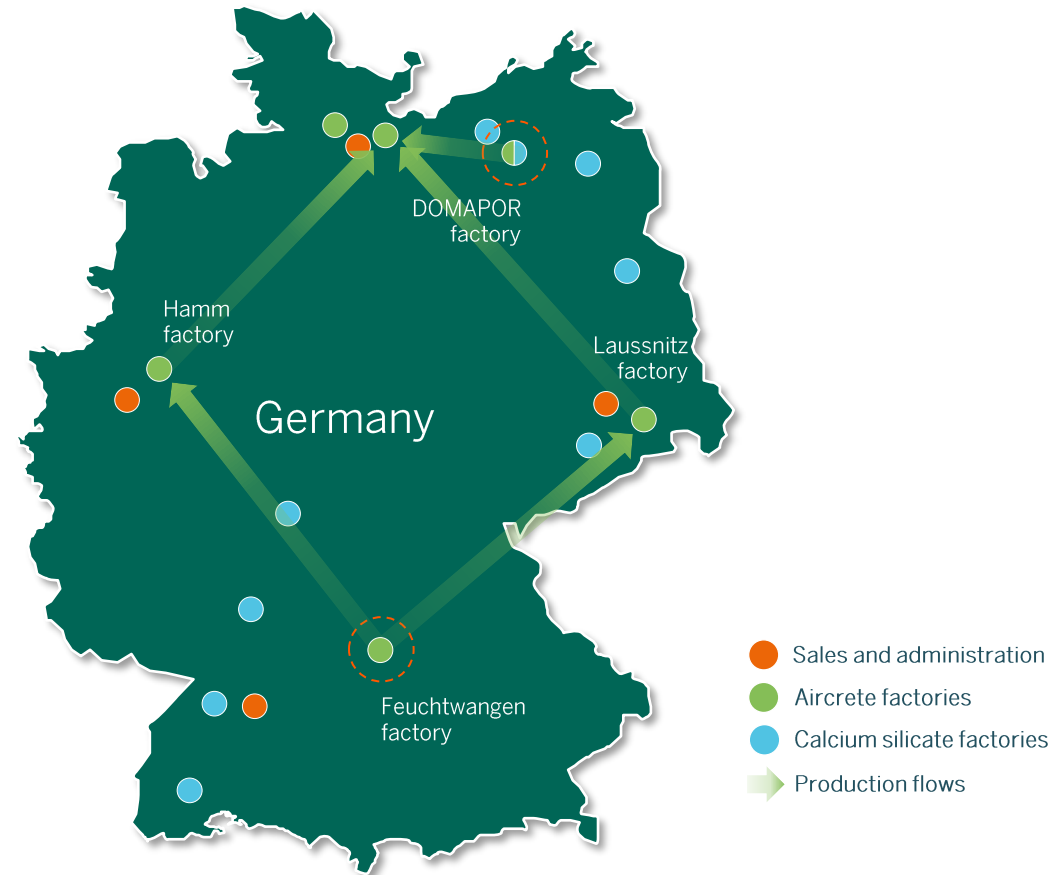 DOMAPOR
factory
Hamm
factory
Laussnitz
factory
Germany
Feuchtwangen
factory
Sales and administration
Aircrete factories
Calcium silicate factories
Production flows